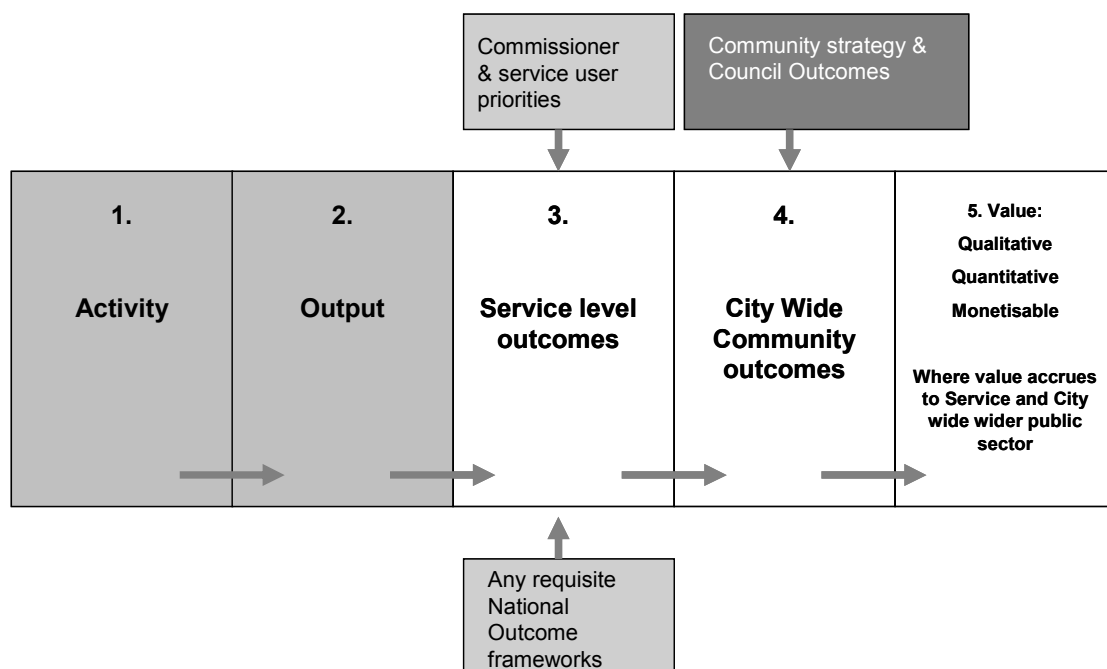 Commissioner
& service user
priorities
Community strategy &
Council Outcomes
1.
Activity
2.
Output
3.
Service level
outcomes
4.
City Wide
Community
outcomes
5. Value:
Qualitative
Quantitative
Monetisable
Where value accrues
to Service and City
wide wider public
sector
Any requisite
National
Outcome
frameworks